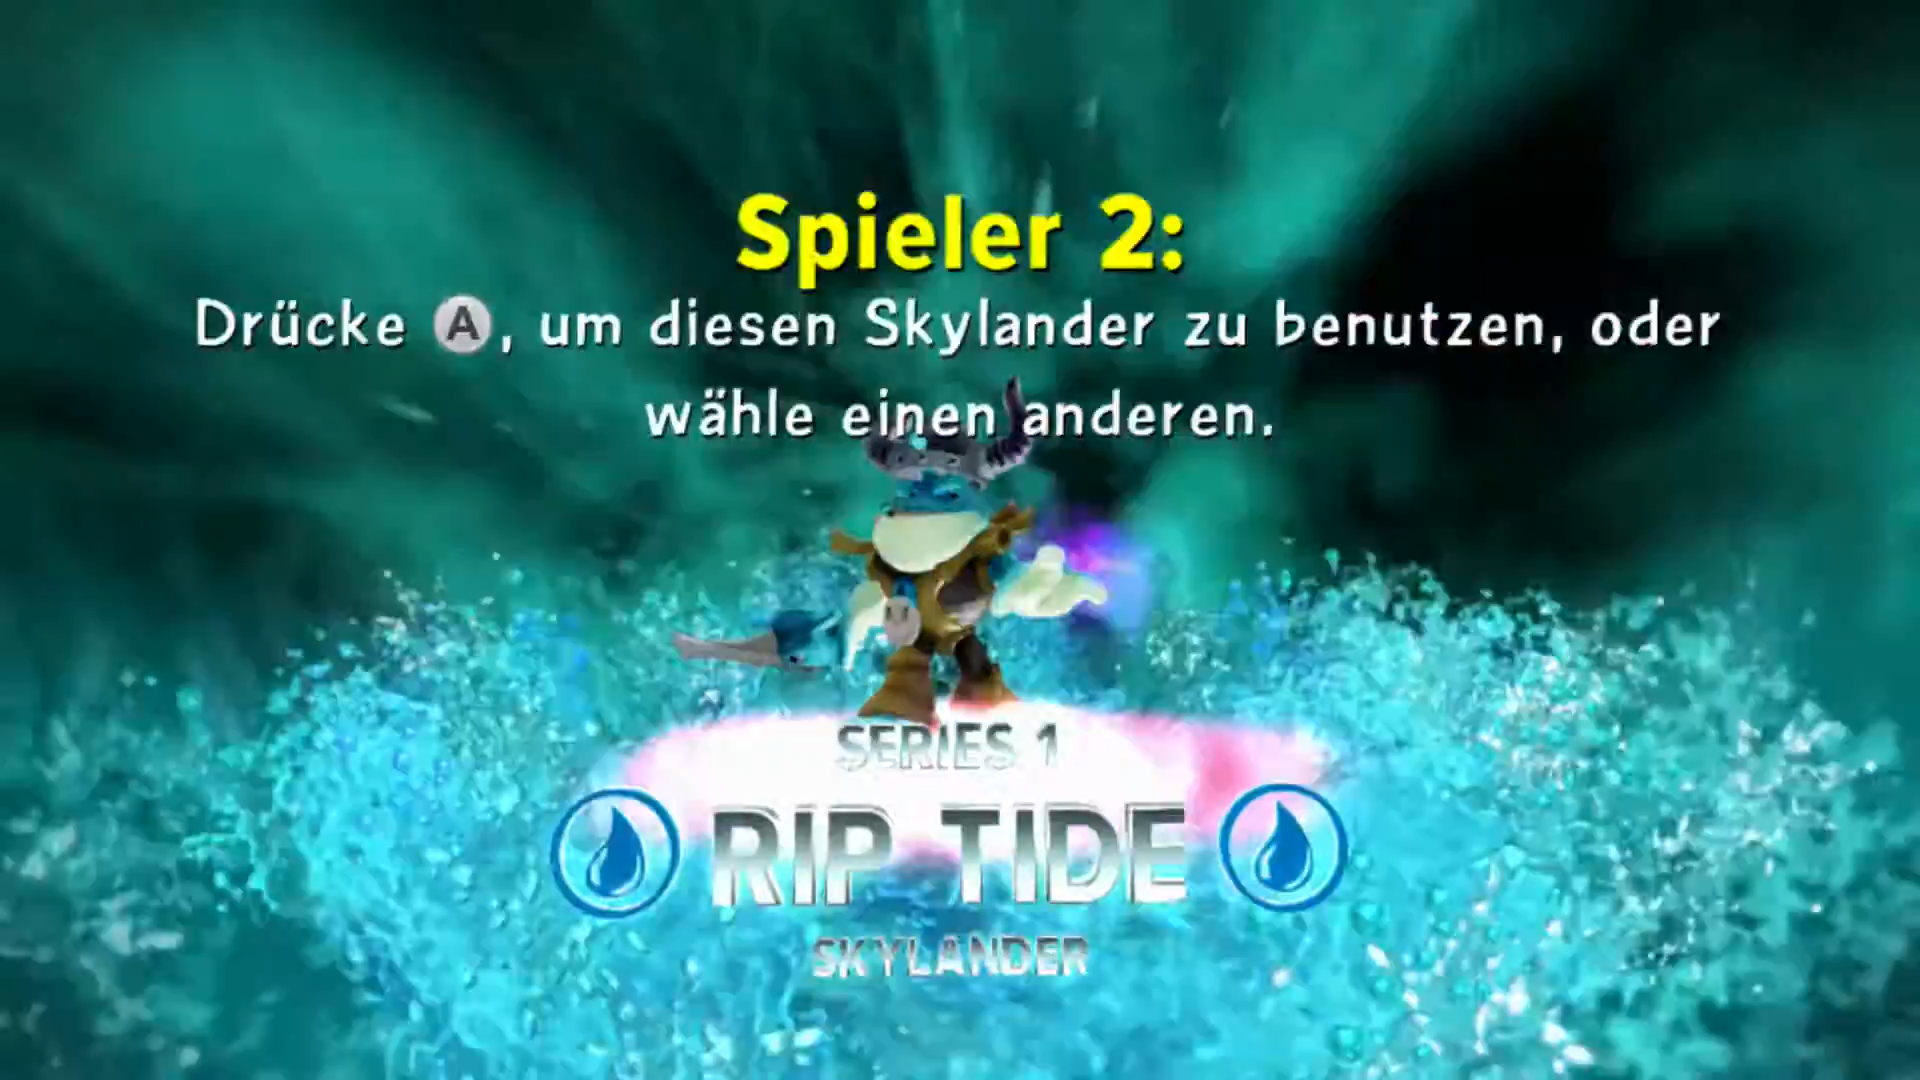 Spieler 2:
Drücke A, um diesen Skylander zu benutzen, oder
wähle einen anderen.
SERIES 1
RIP TIDE
SKYLANDER